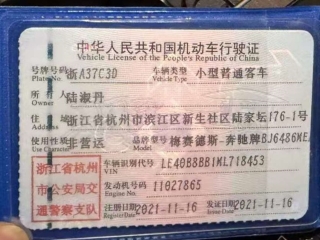 中华人民共和国机动车行驶证
Vehicle License of the People's Republic of China
号牌号码 浙A37C3D 车辆类型 小型普通客车
Plate No. Vehicle Type
所有人 陆淑丹
Owner
住址 浙江省杭州市滨江区新生社区陆家坛176-1号
使用性质 非营运 品牌型号 梅赛德斯-奔驰牌BJ6486ME
浙江省杭州
市公安局交
通警察支队
车辆识别代号 LE40B8BB1ML718453
VIN
发动机号码 11027865
Engine No.
注册日期 2021-11-16 发证日期 2021-11-16
Register Date Issue Date